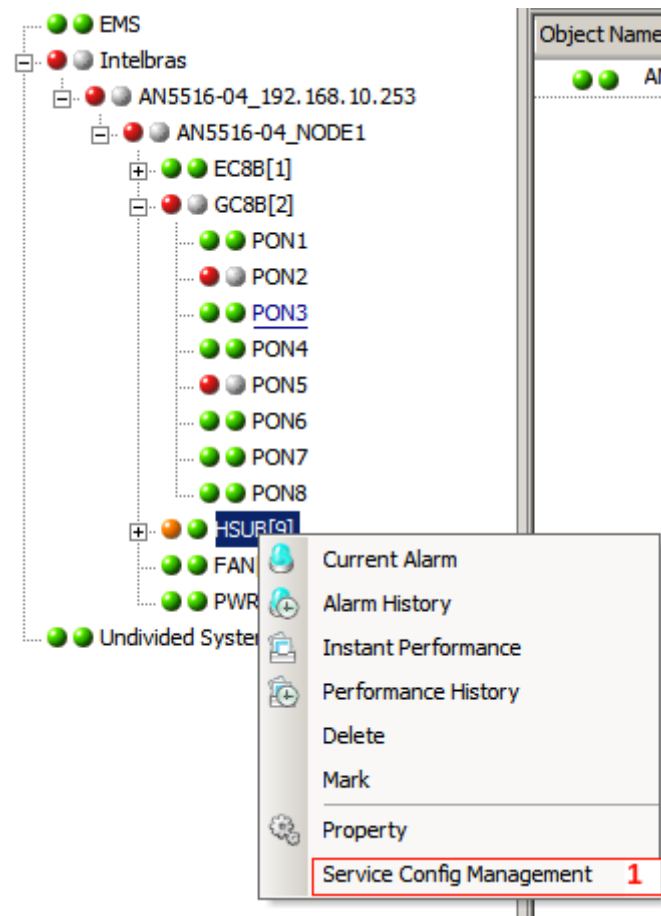 EMS
Intelbras
AN5516-04_192.168.10.253
AN5516-04_NODE1
EC8B[1]
GC8B[2]
PON1
PON2
PON3
PON4
PON5
PON6
PON7
PON8
HSUB[9]
FAN
PWR
Undivided System
Object Name
Current Alarm
Alarm History
Instant Performance
Performance History
Delete
Mark
Property
Service Config Management 1